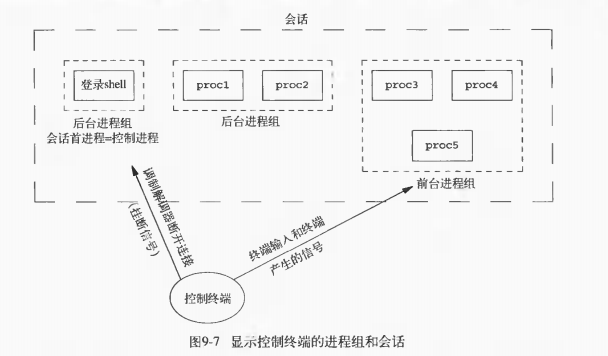 会话
登录shell
proc1
proc2
proc3
proc4
proc5
后台进程组
会话首进程=控制进程
后台进程组
前台进程组
调制解调器断开连接
(挂断信号)
终端输入和终端
产生的信号
控制终端
图9-7 显示控制终端的进程组和会话